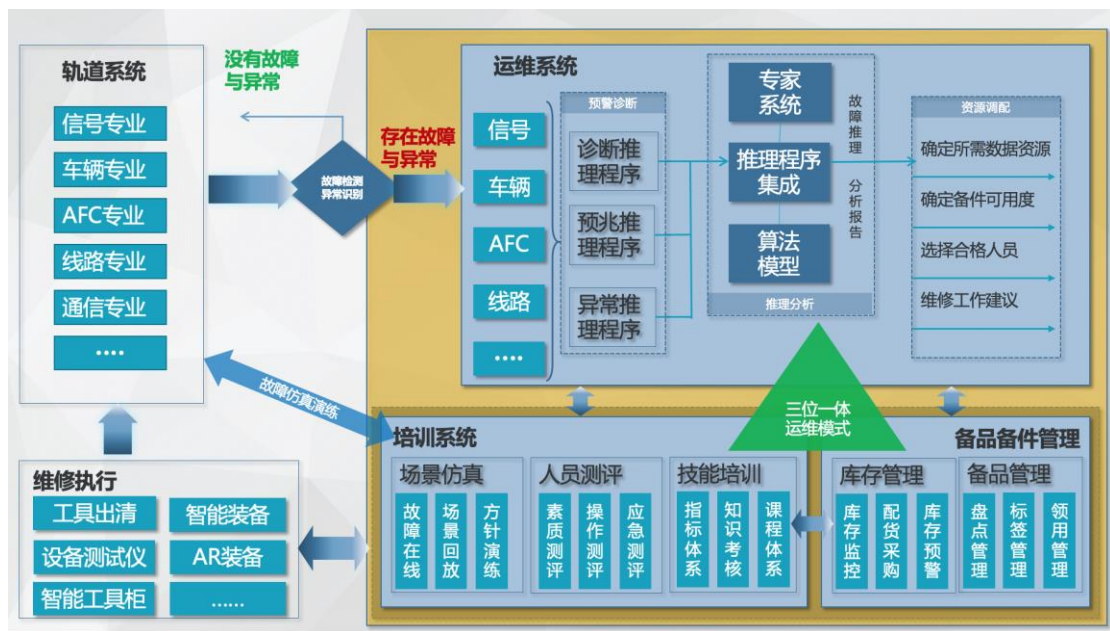 轨道系统
信号专业
车辆专业
AFC专业
线路专业
通信专业
····
没有故障
与异常
故障检测
异常识别
存在故障
与异常
运维系统
信号
车辆
AFC
线路
····
预警诊断
诊断推
理程序
预兆推
理程序
异常推
理程序
专家
系统
推理程序
集成
算法
模型
推理分析
故障推理
分析报告
资源调配
确定所需数据资源
确定备件可用度
选择合格人员
维修工作建议
故障仿真演练
三位一体
运维模式
维修执行
工具出清
智能装备
设备测试仪
AR装备
智能工具柜
……
培训系统
场景仿真
故障在线
场景回放
方针演练
人员测评
素质测评
操作测评
应急测评
技能培训
指标体系
知识考核
课程体系
备品备件管理
库存管理
库存监控
配货采购
库存预警
备品管理
盘点管理
标签管理
领用管理